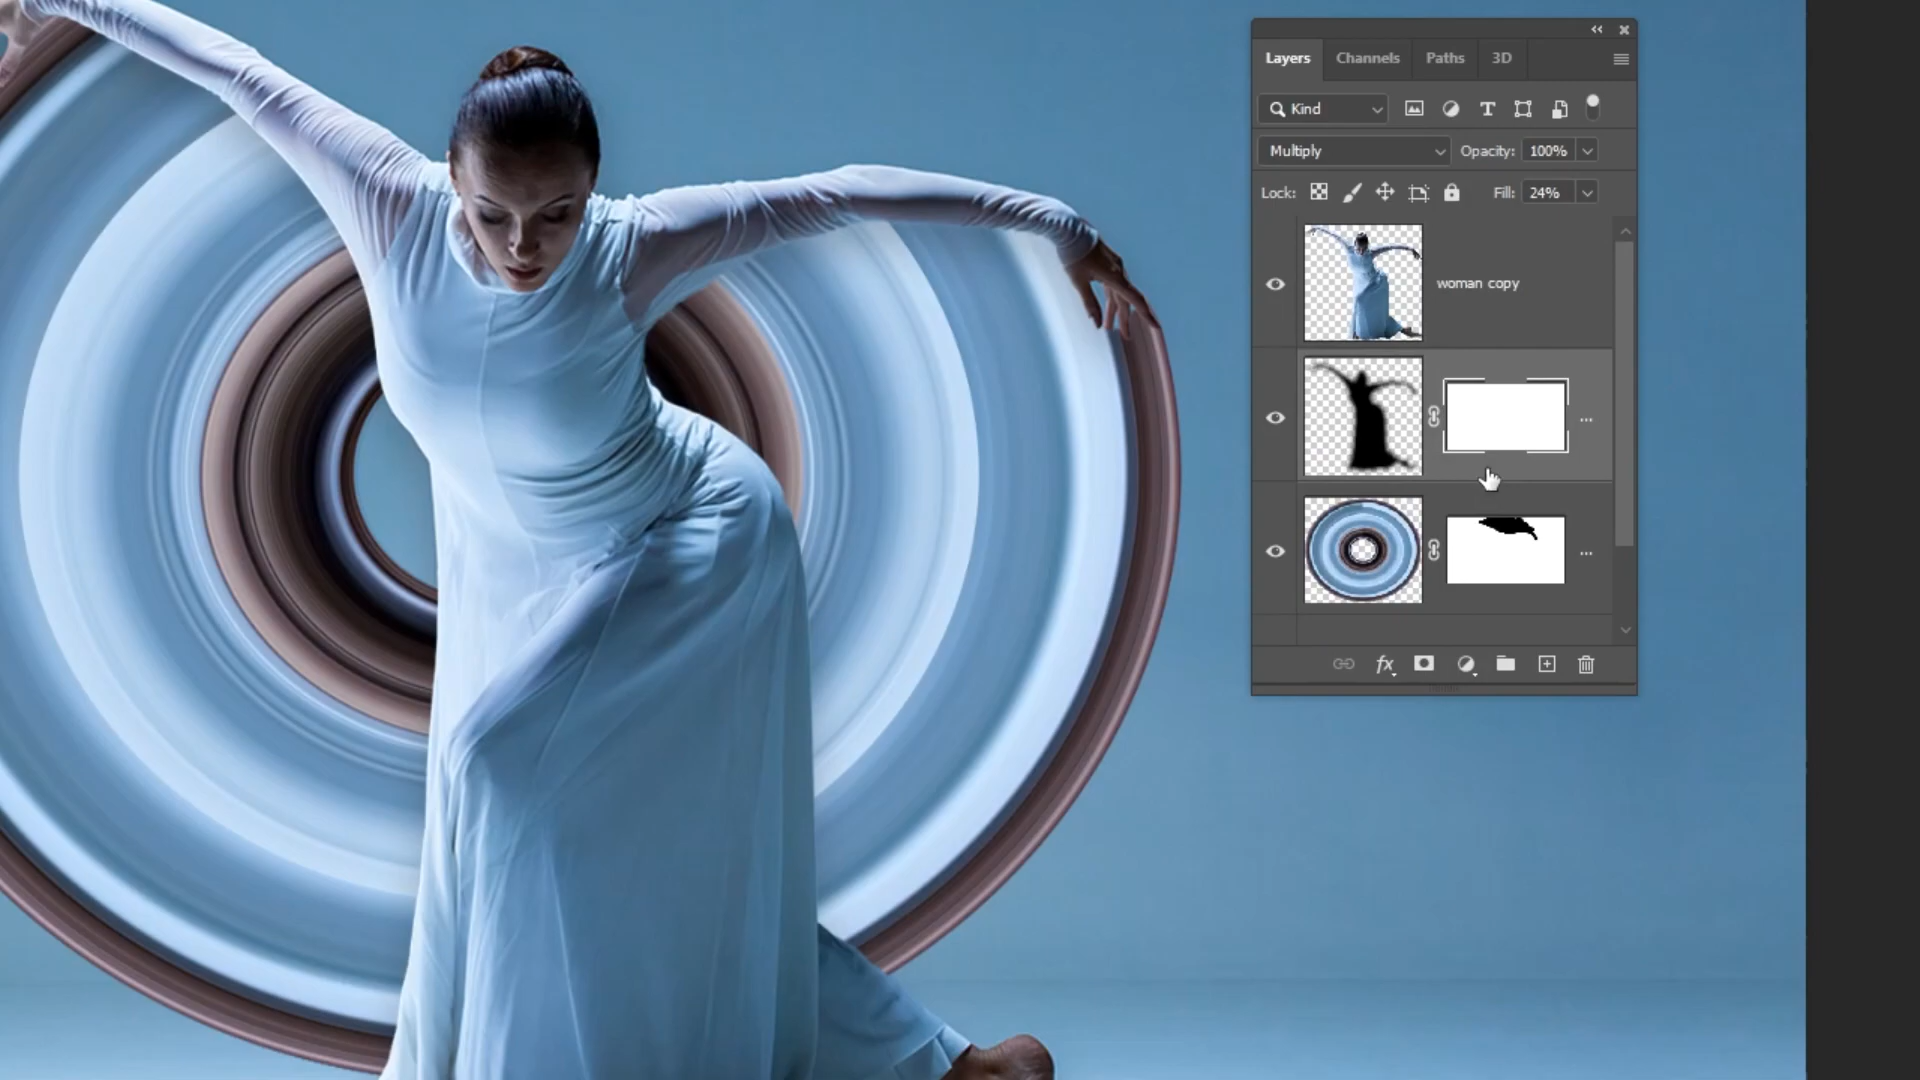 Layers Channels Paths 3D
Kind T
Multiply Opacity: 100%
Lock: Fill: 24%
woman copy
...
...
fx